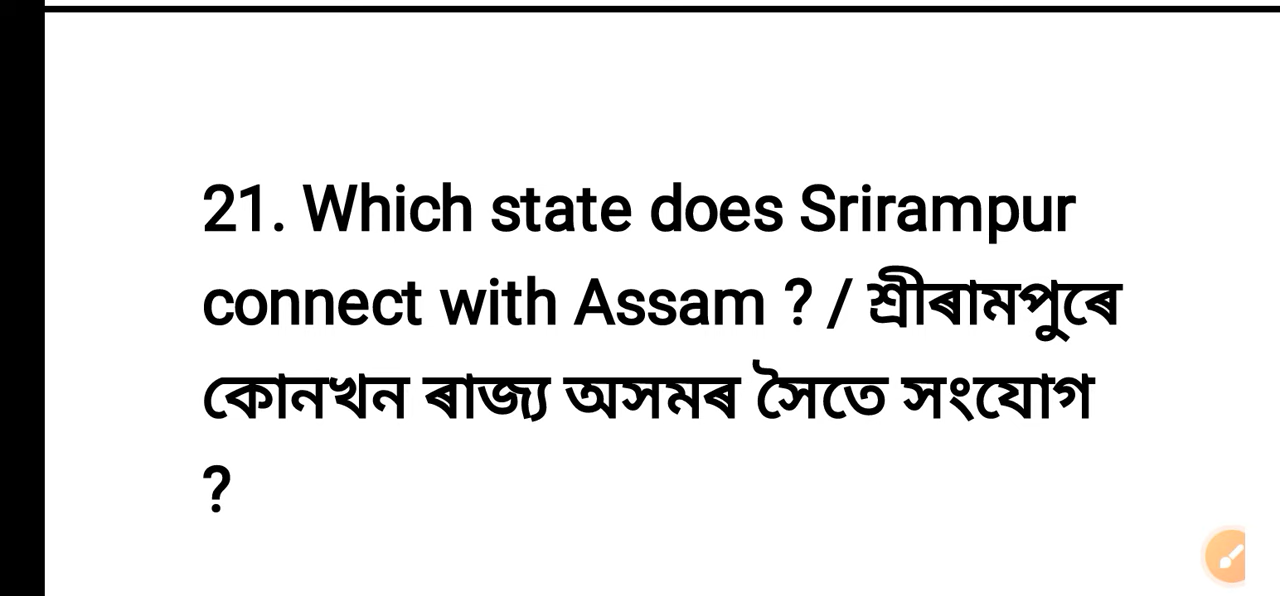 21. Which state does Srirampur
connect with Assam ? / শ্ৰীৰামপুৰে
কোনখন ৰাজ্য অসমৰ সৈতে সংযোগ
?